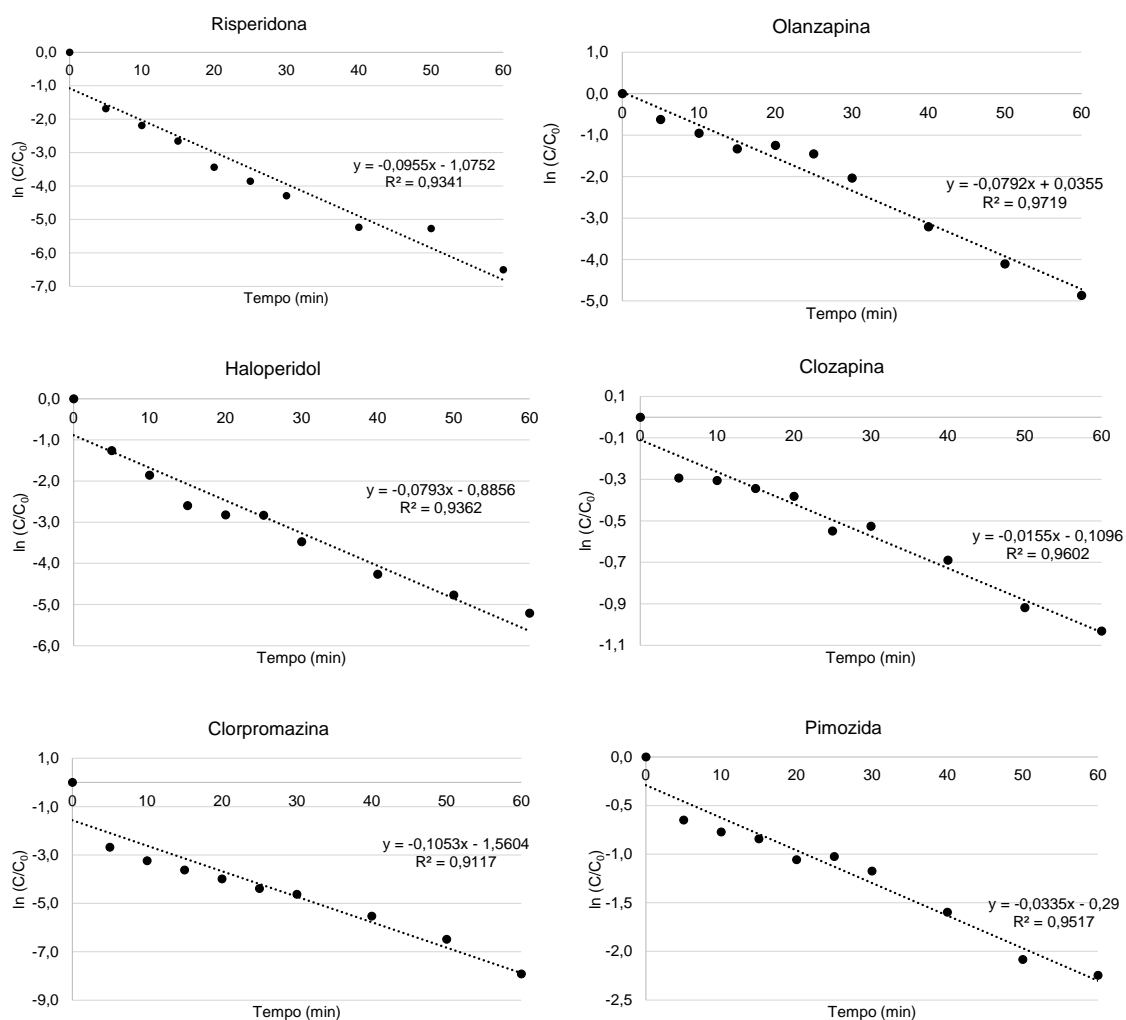 Risperidona
0,0
-1,0
-2,0
-3,0
-4,0
-5,0
-6,0
-7,0
0 10 20 30 40 50 60
ln (C/C₀)
y = -0,0955x - 1,0752
R² = 0,9341
Tempo (min)
Olanzapina
1,0
0,0
-1,0
-2,0
-3,0
-4,0
-5,0
0 10 20 30 40 50 60
ln (C/C₀)
y = -0,0792x + 0,0355
R² = 0,9719
Tempo (min)
Haloperidol
0,0
-1,0
-2,0
-3,0
-4,0
-5,0
-6,0
0 10 20 30 40 50 60
ln (C/C₀)
y = -0,0793x - 0,8856
R² = 0,9362
Tempo (min)
Clozapina
0,1
-0,1
-0,3
-0,5
-0,7
-0,9
-1,1
0 10 20 30 40 50 60
ln (C/C₀)
y = -0,0155x - 0,1096
R² = 0,9602
Tempo (min)
Clorpromazina
1,0
-1,0
-3,0
-5,0
-7,0
-9,0
0 10 20 30 40 50 60
ln (C/C₀)
y = -0,1053x - 1,5604
R² = 0,9117
Tempo (min)
Pimozida
0,0
-0,5
-1,0
-1,5
-2,0
-2,5
0 10 20 30 40 50 60
ln (C/C₀)
y = -0,0335x - 0,29
R² = 0,9517
Tempo (min)